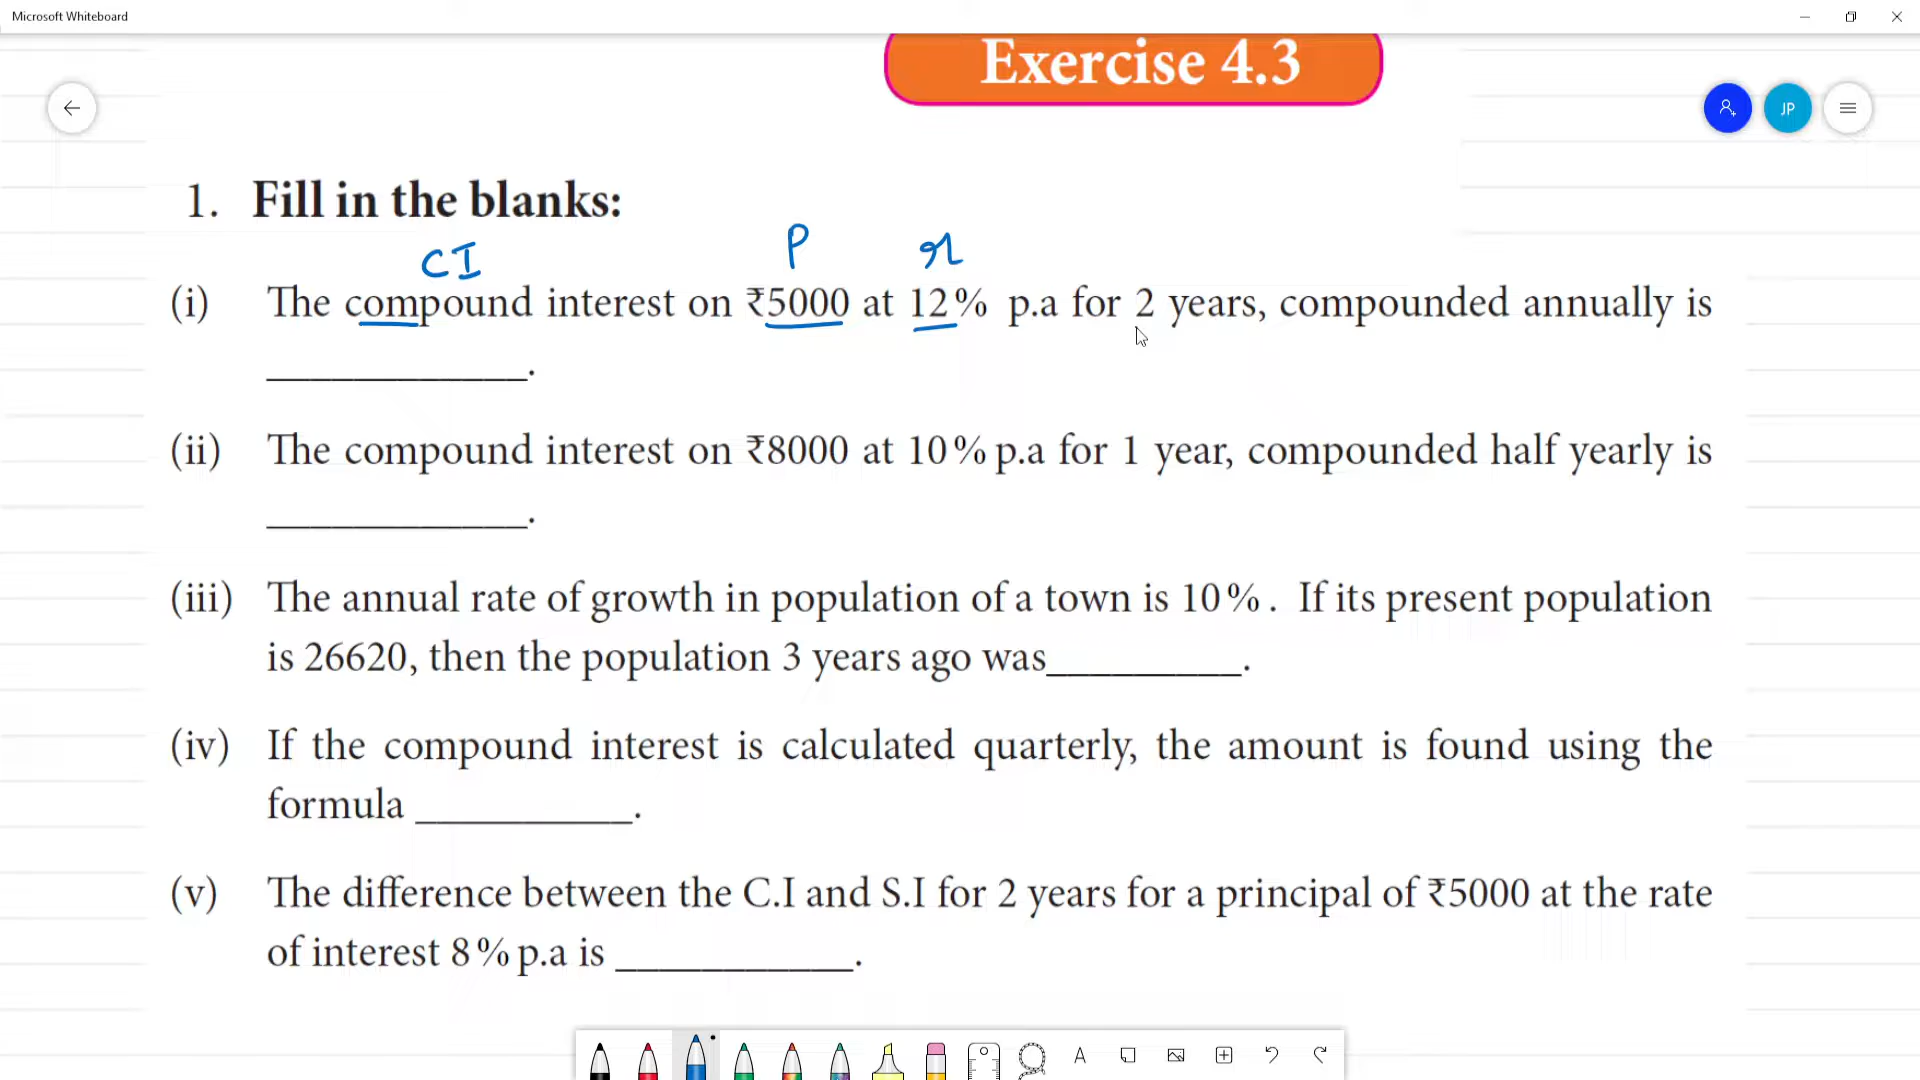 Microsoft Whiteboard
Exercise 4.3
JP
1. Fill in the blanks:
CI P r
(i) The compound interest on ₹5000 at 12% p.a for 2 years, compounded annually is
____________.
(ii) The compound interest on ₹8000 at 10% p.a for 1 year, compounded half yearly is
____________.
(iii) The annual rate of growth in population of a town is 10%. If its present population
is 26620, then the population 3 years ago was_________.
(iv) If the compound interest is calculated quarterly, the amount is found using the
formula __________.
(v) The difference between the C.I and S.I for 2 years for a principal of ₹5000 at the rate
of interest 8% p.a is ___________.
A